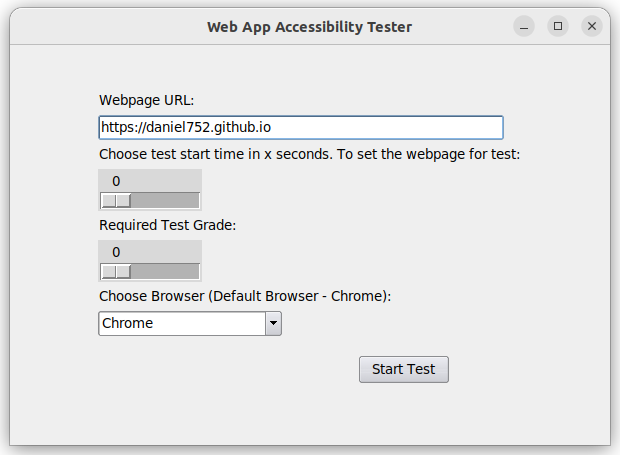 Web App Accessibility Tester
Webpage URL:
https://daniel752.github.io
Choose test start time in x seconds. To set the webpage for test:
0
Required Test Grade:
0
Choose Browser (Default Browser - Chrome):
Chrome
Start Test